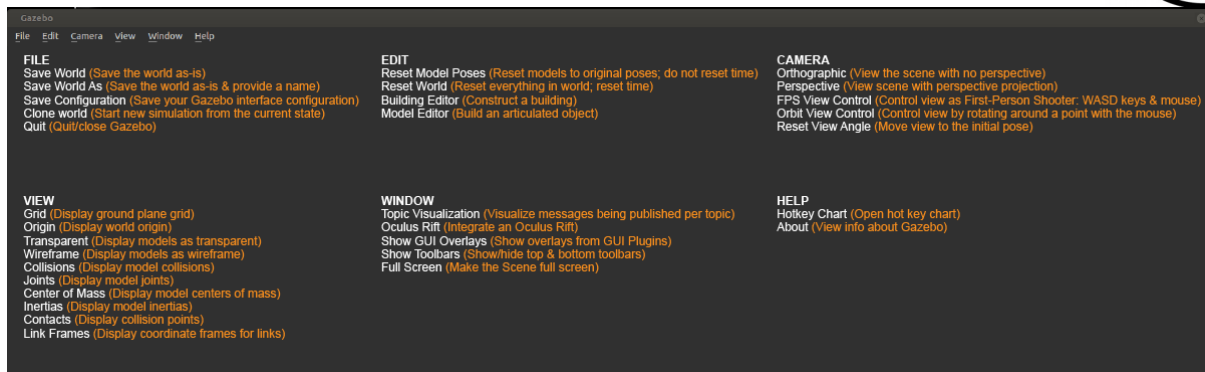 Gazebo
File Edit Camera View Window Help
FILE
Save World (Save the world as-is)
Save World As (Save the world as-is & provide a name)
Save Configuration (Save your Gazebo interface configuration)
Clone world (Start new simulation from the current state)
Quit (Quit/close Gazebo)
EDIT
Reset Model Poses (Reset models to original poses; do not reset time)
Reset World (Reset everything in world; reset time)
Building Editor (Construct a building)
Model Editor (Build an articulated object)
CAMERA
Orthographic (View the scene with no perspective)
Perspective (View scene with perspective projection)
FPS View Control (Control view as First-Person Shooter: WASD keys & mouse)
Orbit View Control (Control view by rotating around a point with the mouse)
Reset View Angle (Move view to the initial pose)
VIEW
Grid (Display ground plane grid)
Origin (Display world origin)
Transparent (Display models as transparent)
Wireframe (Display models as wireframe)
Collisions (Display model collisions)
Joints (Display model joints)
Center of Mass (Display model centers of mass)
Inertias (Display model inertias)
Contacts (Display collision points)
Link Frames (Display coordinate frames for links)
WINDOW
Topic Visualization (Visualize messages being published per topic)
Oculus Rift (Integrate an Oculus Rift)
Show GUI Overlays (Show overlays from GUI Plugins)
Show Toolbars (Show/hide top & bottom toolbars)
Full Screen (Make the Scene full screen)
HELP
Hotkey Chart (Open hot key chart)
About (View info about Gazebo)